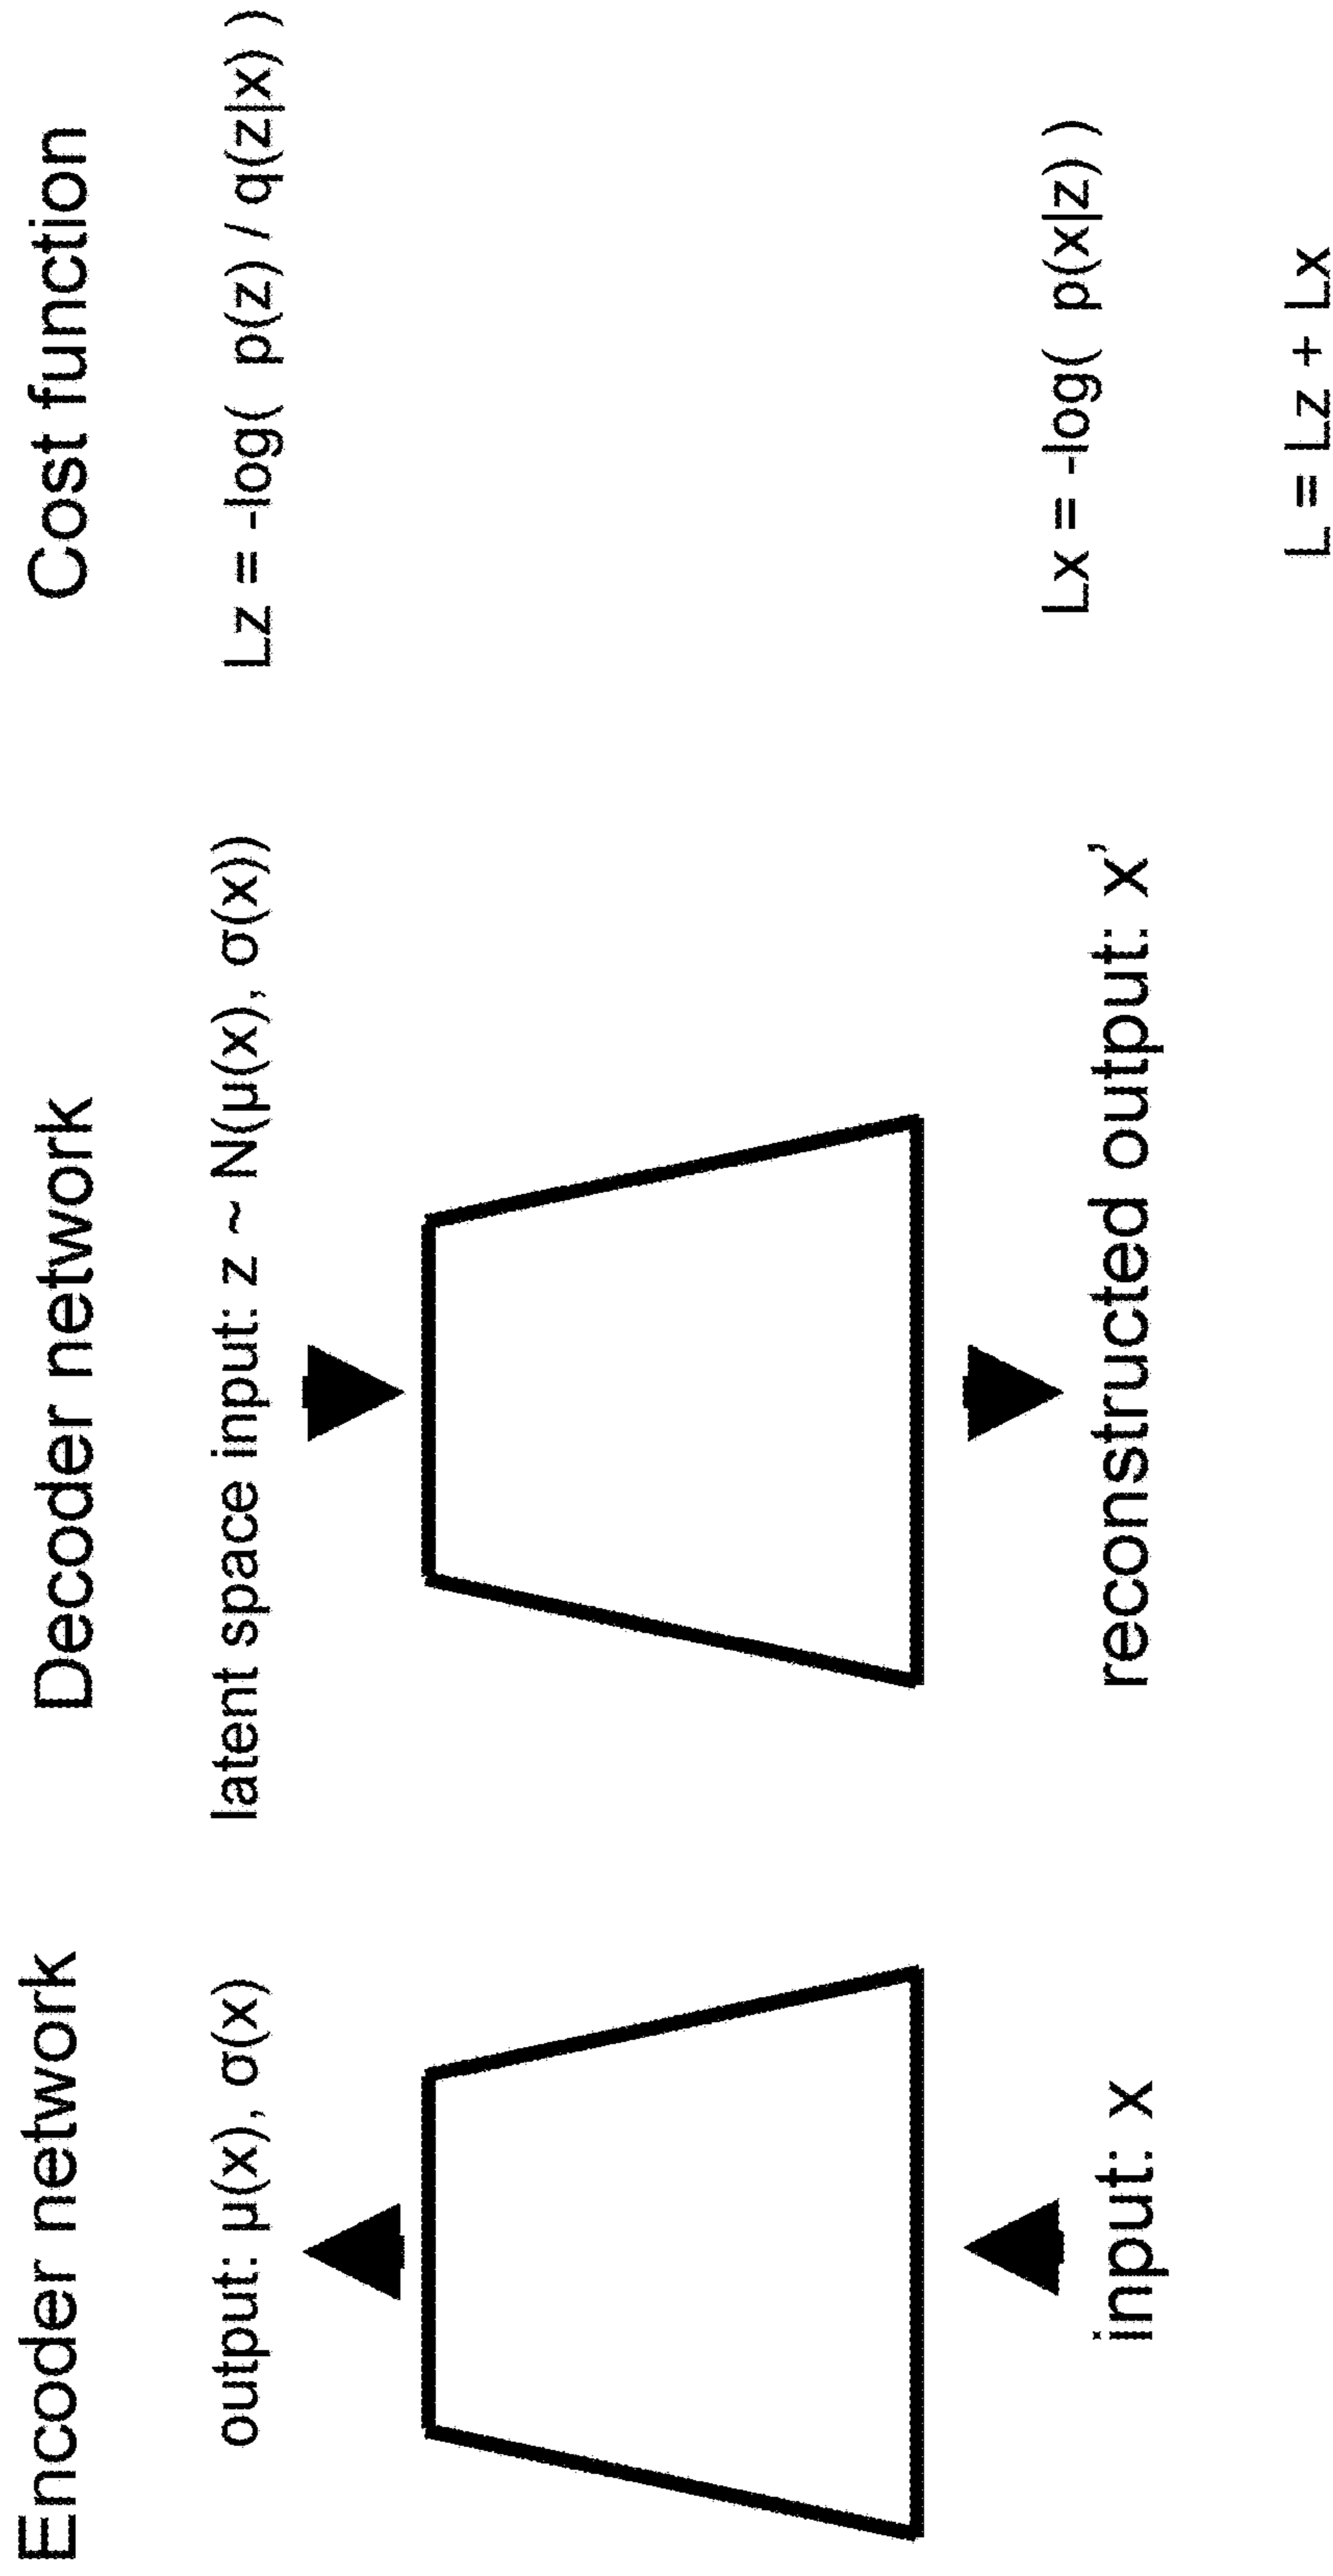 Encoder network
output: μ(x), σ(x)
input: x
Decoder network
latent space input: z ~ N(μ(x), σ(x))
reconstructed output: x’
Cost function
Lz = -log( p(z) / q(z|x) )
Lx = -log( p(x|z) )
L = Lz + Lx